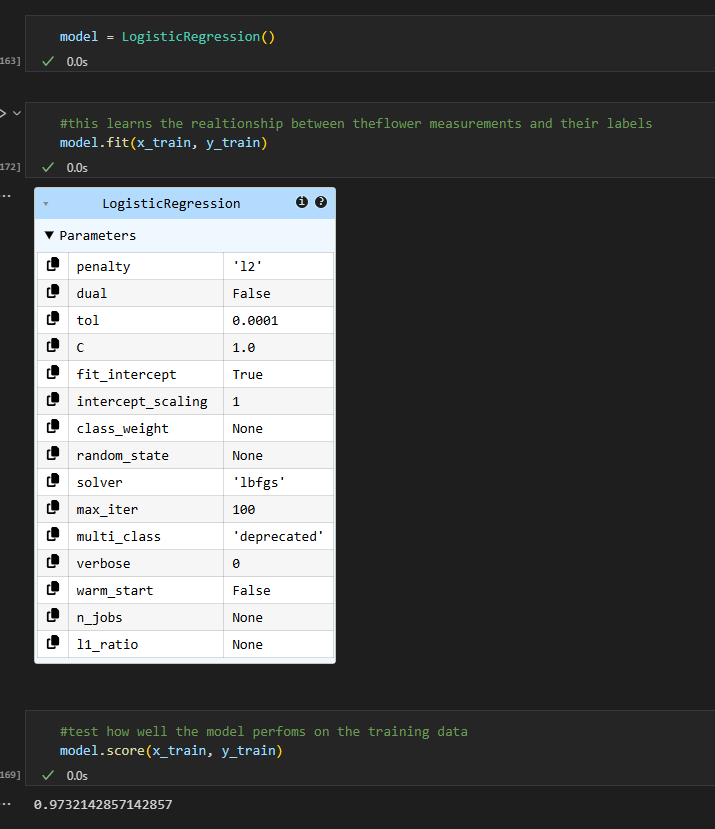 model = LogisticRegression()
163]
0.0s
#this learns the realtionship between theflower measurements and their labels
model.fit(x_train, y_train)
172]
0.0s
LogisticRegression
Parameters
penalty 'l2'
dual False
tol 0.0001
C 1.0
fit_intercept True
intercept_scaling 1
class_weight None
random_state None
solver 'lbfgs'
max_iter 100
multi_class 'deprecated'
verbose 0
warm_start False
n_jobs None
l1_ratio None
#test how well the model perfoms on the training data
model.score(x_train, y_train)
169]
0.0s
0.9732142857142857